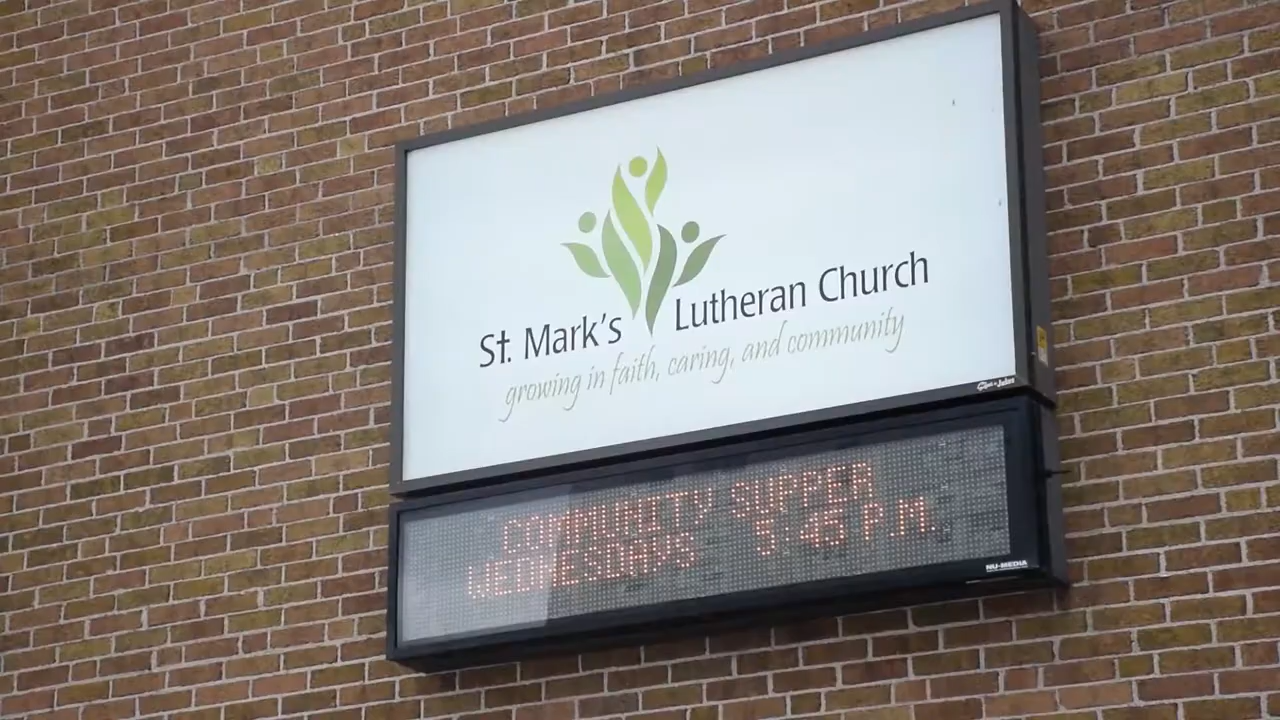 St. Mark's Lutheran Church
growing in faith, caring, and community
COMMUNITY SUPPER
WEDNESDAYS 5:45 P.M.
NU-MEDIA